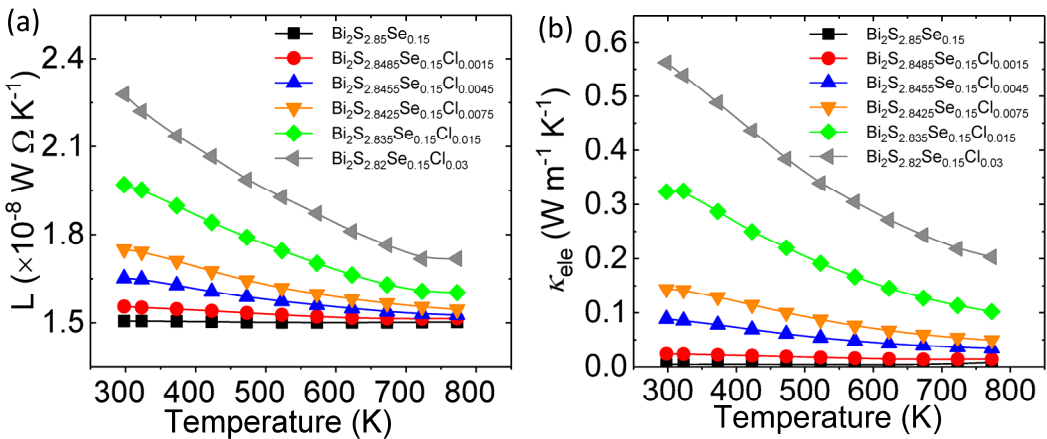 (a)
L (×10⁻⁸ W Ω K⁻¹)
2.4
2.1
1.8
1.5
Bi₂S₂.₈₅Se₀.₁₅
Bi₂S₂.₈₄₈₅Se₀.₁₅Cl₀.₀₀₁₅
Bi₂S₂.₈₄₅₅Se₀.₁₅Cl₀.₀₀₄₅
Bi₂S₂.₈₄₂₅Se₀.₁₅Cl₀.₀₀₇₅
Bi₂S₂.₈₃₅Se₀.₁₅Cl₀.₀₁₅
Bi₂S₂.₈₂Se₀.₁₅Cl₀.₀₃
300 400 500 600 700 800
Temperature (K)
(b)
κele (W m⁻¹ K⁻¹)
0.6
0.5
0.4
0.3
0.2
0.1
0.0
Bi₂S₂.₈₅Se₀.₁₅
Bi₂S₂.₈₄₈₅Se₀.₁₅Cl₀.₀₀₁₅
Bi₂S₂.₈₄₅₅Se₀.₁₅Cl₀.₀₀₄₅
Bi₂S₂.₈₄₂₅Se₀.₁₅Cl₀.₀₀₇₅
Bi₂S₂.₈₃₅Se₀.₁₅Cl₀.₀₁₅
Bi₂S₂.₈₂Se₀.₁₅Cl₀.₀₃
300 400 500 600 700 800
Temperature (K)